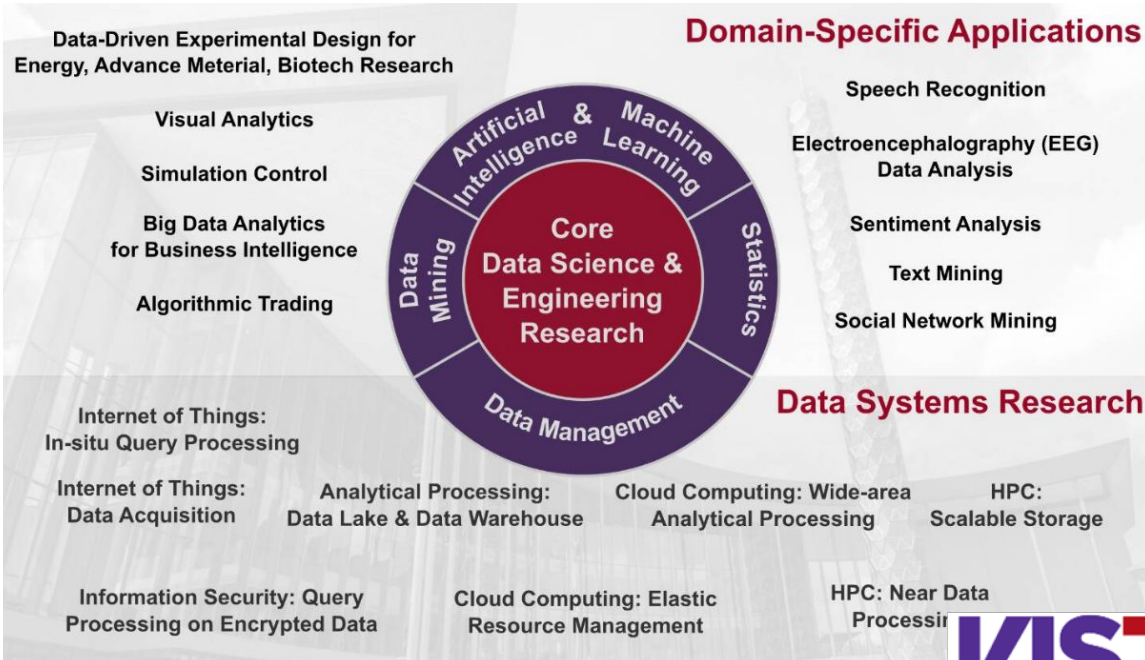 Data-Driven Experimental Design for
Energy, Advance Meterial, Biotech Research
Visual Analytics
Simulation Control
Big Data Analytics
for Business Intelligence
Algorithmic Trading
Domain-Specific Applications
Speech Recognition
Electroencephalography (EEG)
Data Analysis
Sentiment Analysis
Text Mining
Social Network Mining
Artificial & Machine
Intelligence Learning
Data
Mining
Statistics
Data Management
Core
Data Science &
Engineering
Research
Data Systems Research
Internet of Things:
In-situ Query Processing
Internet of Things:
Data Acquisition
Analytical Processing:
Data Lake & Data Warehouse
Cloud Computing: Wide-area
Analytical Processing
HPC:
Scalable Storage
Information Security: Query
Processing on Encrypted Data
Cloud Computing: Elastic
Resource Management
HPC: Near Data